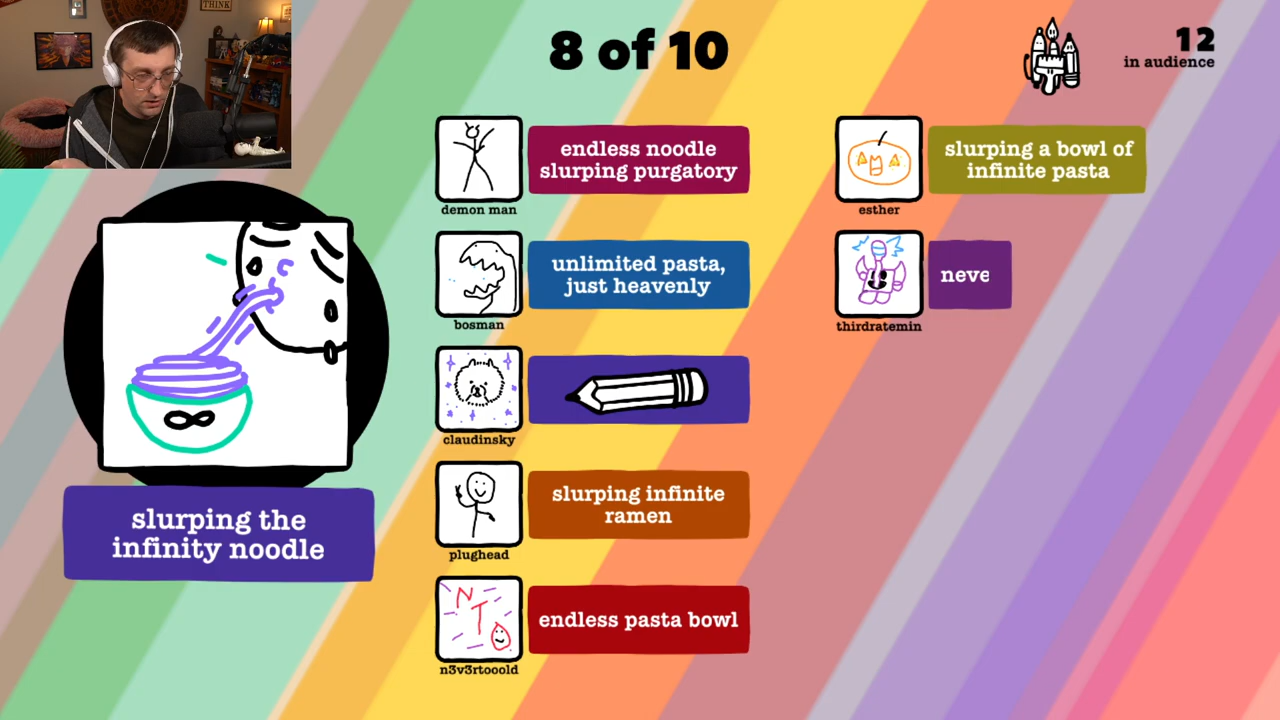 THINK
8 of 10
12
in audience
endless noodle
slurping purgatory
demon man
unlimited pasta,
just heavenly
bosman
claudinsky
slurping infinite
ramen
plughead
N
T
endless pasta bowl
n3v3rtooold
slurping a bowl of
infinite pasta
esther
neve
thirdratemin
∞
slurping the
infinity noodle